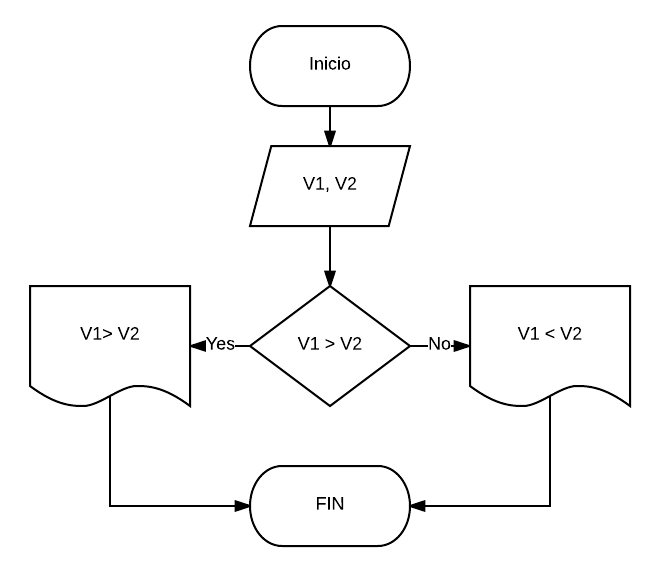 Inicio
V1, V2
V1> V2
Yes
V1 > V2
No
V1 < V2
FIN